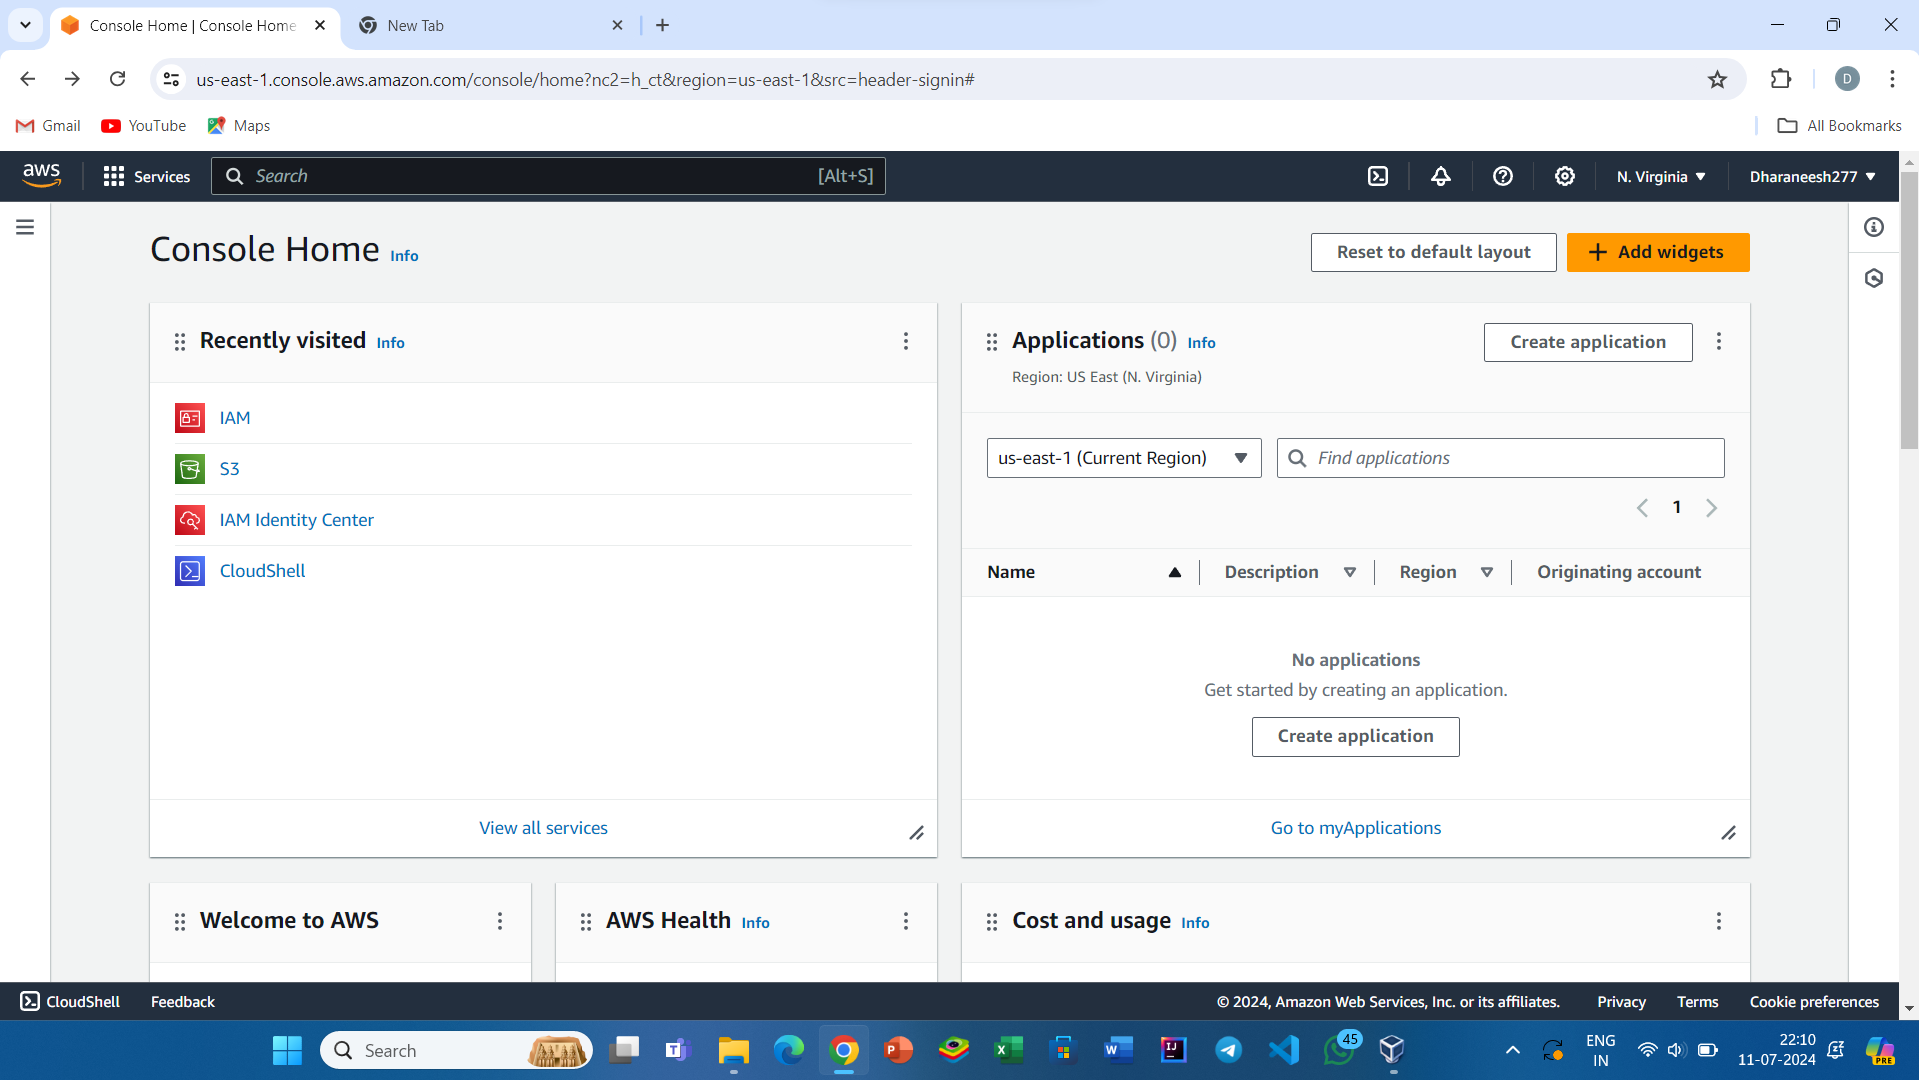 Console Home | Console Home
New Tab
us-east-1.console.aws.amazon.com/console/home?nc2=h_ct&region=us-east-1&src=header-signin#
D
Gmail
YouTube
Maps
All Bookmarks
aws
Services
Search
[Alt+S]
N. Virginia
Dharaneesh277
Console Home Info
Reset to default layout
Add widgets
Recently visited Info
IAM
S3
IAM Identity Center
CloudShell
View all services
Applications (0) Info
Region: US East (N. Virginia)
Create application
us-east-1 (Current Region)
Find applications
1
Name
Description
Region
Originating account
No applications
Get started by creating an application.
Create application
Go to myApplications
Welcome to AWS
AWS Health Info
Cost and usage Info
CloudShell
Feedback
© 2024, Amazon Web Services, Inc. or its affiliates.
Privacy
Terms
Cookie preferences
Search
45
ENG
IN
22:10
11-07-2024
PRE